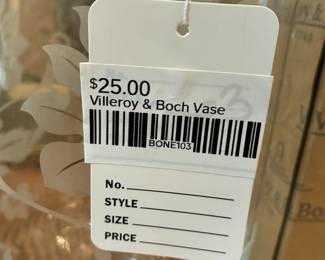 $25.00
Villeroy & Boch Vase
BONE103
No.
STYLE
SIZE
PRICE